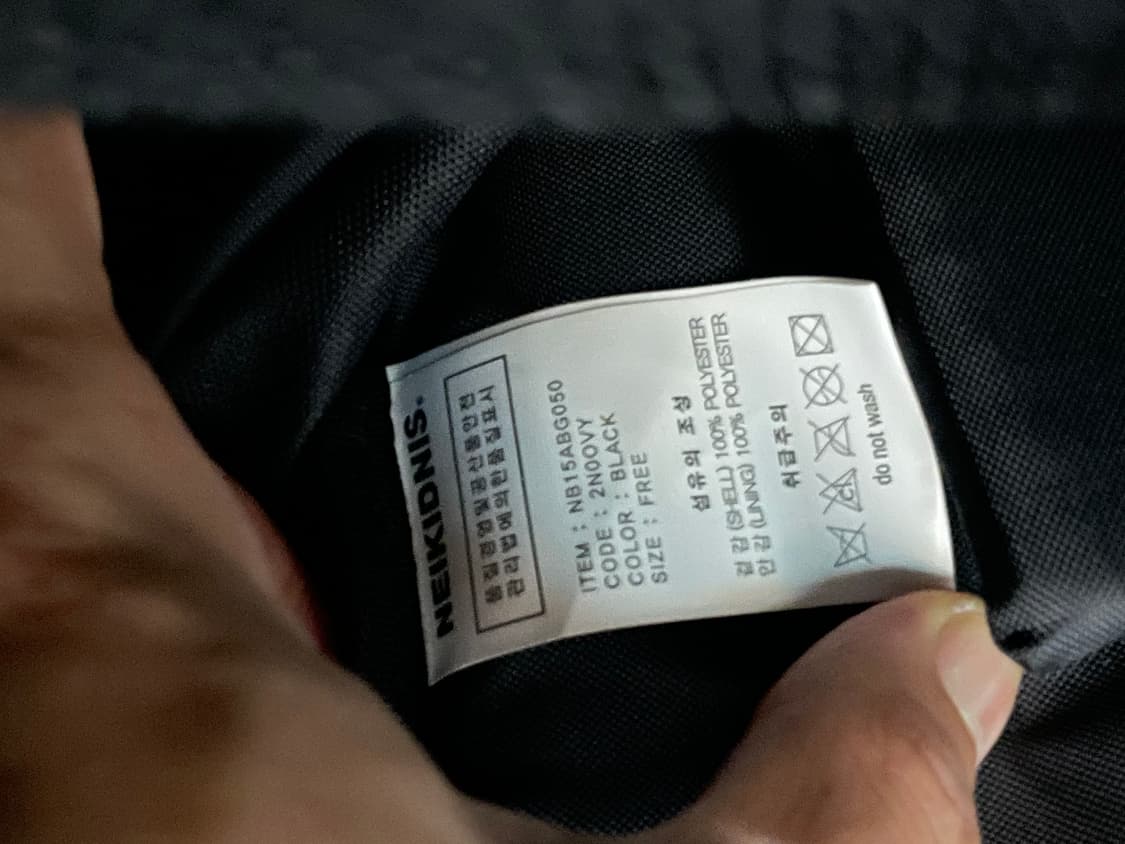 NEIKIDNIS.
품질경영및공산품안전
관리법에의한품질표시
ITEM : NB15ABG050
CODE : 2N0OVY
COLOR : BLACK
SIZE : FREE
섬유의 조성
겉 감 (SHELL) 100% POLYESTER
안 감 (LINING) 100% POLYESTER
취급주의
do not wash